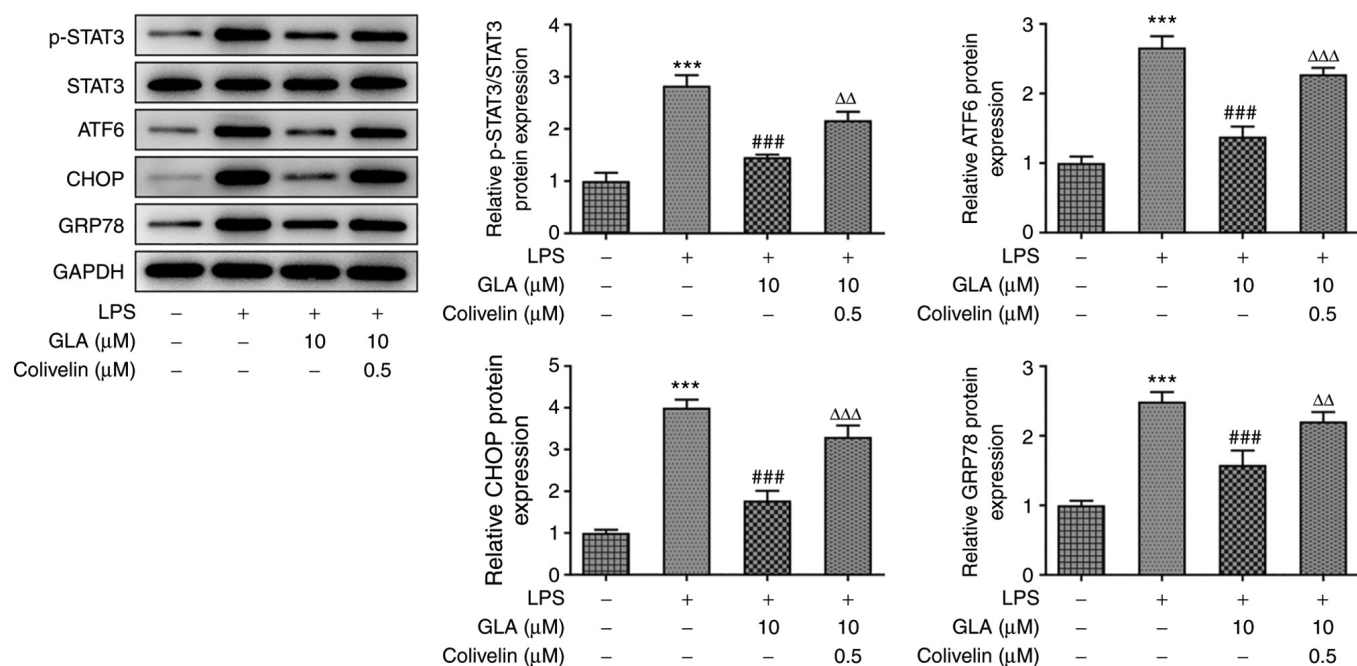 p-STAT3
STAT3
ATF6
CHOP
GRP78
GAPDH
LPS – + + +
GLA (μM) – – 10 10
Colivelin (μM) – – – 0.5
Relative p-STAT3/STAT3
protein expression
4
3
2
1
0
***
###
ΔΔ
LPS – + + +
GLA (μM) – – 10 10
Colivelin (μM) – – – 0.5
Relative ATF6 protein
expression
3
2
1
0
***
###
ΔΔΔ
LPS – + + +
GLA (μM) – – 10 10
Colivelin (μM) – – – 0.5
Relative CHOP protein
expression
5
4
3
2
1
0
***
###
ΔΔΔ
LPS – + + +
GLA (μM) – – 10 10
Colivelin (μM) – – – 0.5
Relative GRP78 protein
expression
3
2
1
0
***
###
ΔΔ
LPS – + + +
GLA (μM) – – 10 10
Colivelin (μM) – – – 0.5